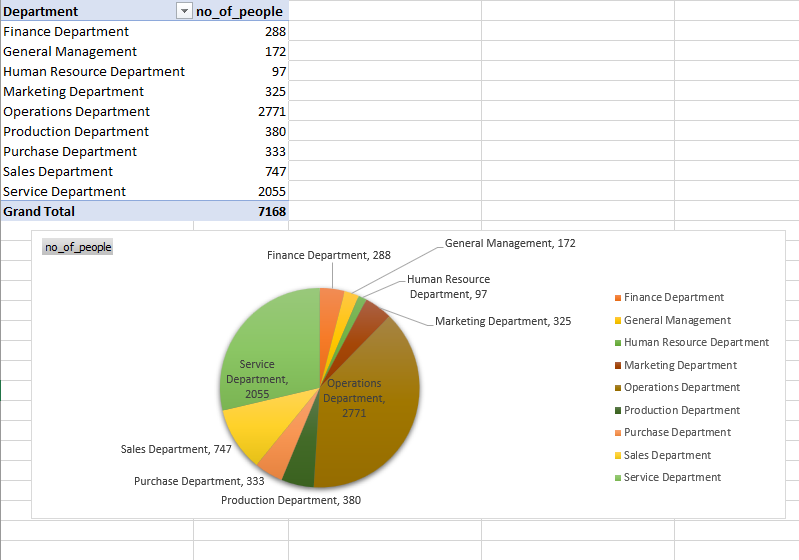 Department no_of_people
Finance Department 288
General Management 172
Human Resource Department 97
Marketing Department 325
Operations Department 2771
Production Department 380
Purchase Department 333
Sales Department 747
Service Department 2055
Grand Total 7168
no_of_people
General Management, 172
Finance Department, 288
Human Resource
Department, 97
Marketing Department, 325
Service
Department,
2055
Operations
Department,
2771
Sales Department, 747
Purchase Department, 333
Production Department, 380
Finance Department
General Management
Human Resource Department
Marketing Department
Operations Department
Production Department
Purchase Department
Sales Department
Service Department